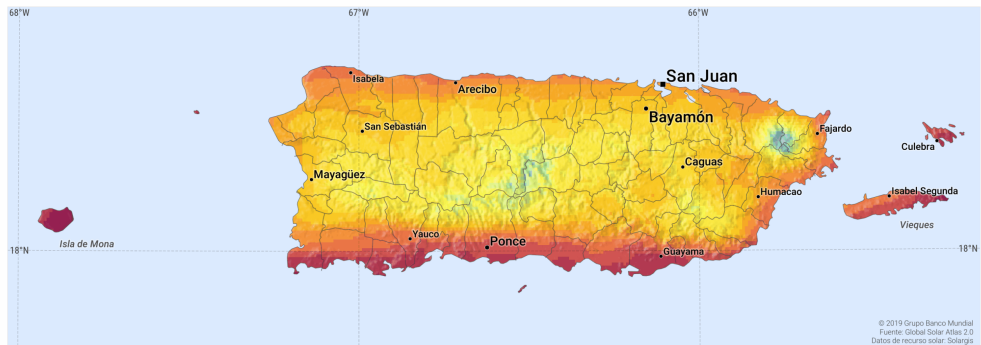 68°W
67°W
66°W
San Juan
Isabela
Arecibo
Bayamón
San Sebastián
Fajardo
Culebra
Caguas
Mayagüez
Humacao
Isabel Segunda
Vieques
Yauco
Ponce
Isla de Mona
18°N
18°N
Guayama
© 2019 Grupo Banco Mundial
Fuente: Global Solar Atlas 2.0
Datos de recurso solar: Solargis